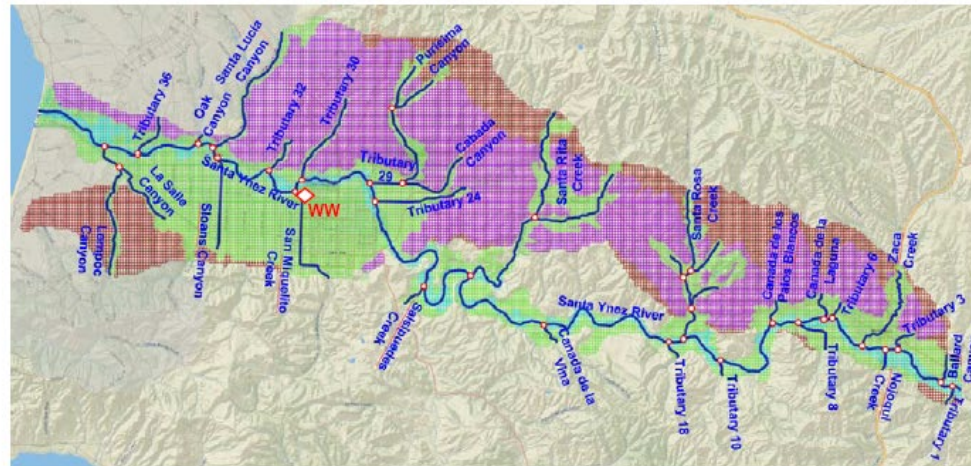 Santa Lucia
Canyon
Oak
Canyon
Tributary 36
Tributary 32
Tributary 30
Purisima
Canyon
Cabada
Canyon
Tributary
29
Tributary 24
Santa Ynez River
WW
La Salle
Canyon
Lompoc
Canyon
Sloans Canyon
San Miguelito
Creek
Salsipuedes
Creek
Santa Rita
Creek
Santa Rosa
Creek
Santa Ynez River
Canada de la
Vina
Canada de los
Palos Blancos
Canada de la
Laguna
Tributary 6
Zaca
Creek
Tributary 3
Ballard
Tributary 18
Tributary 10
Tributary 8
Nojoqui
Creek
Tributary 1